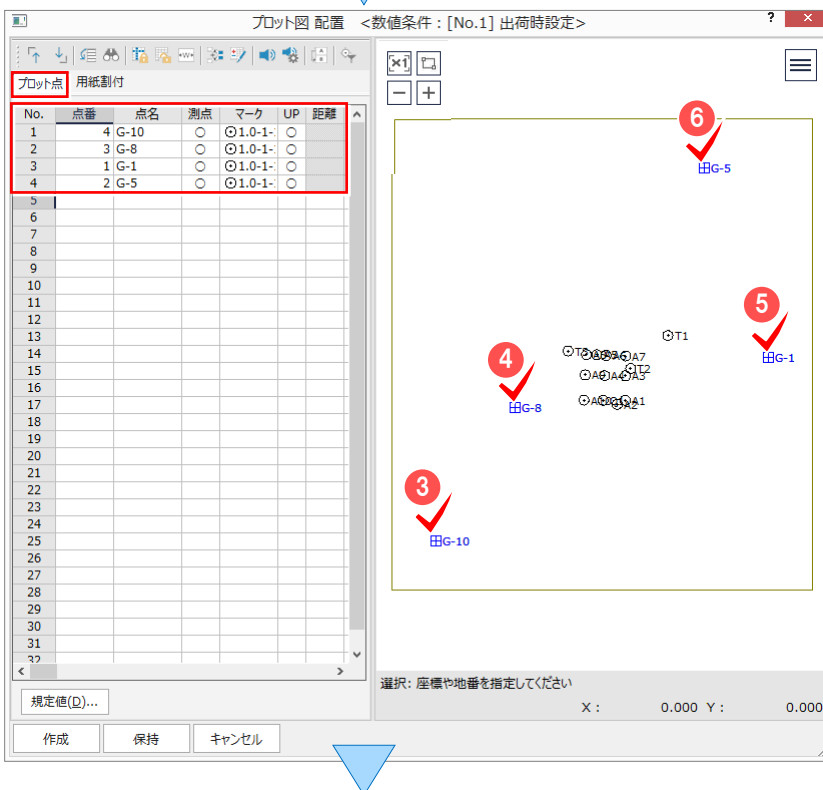 プロット図 配置 <数値条件 : [No.1] 出荷時設定>
?
プロット点 用紙割付
No. 点番 点名 測点 マーク UP 距離
1 4 G-10 ○ 1.0-1- ○
2 3 G-8 ○ 1.0-1- ○
3 1 G-1 ○ 1.0-1- ○
4 2 G-5 ○ 1.0-1- ○
5
6
7
8
9
10
11
12
13
14
15
16
17
18
19
20
21
22
23
24
25
26
27
28
29
30
31
32
規定値(D)...
作成 保持 キャンセル
×1
6
G-5
5
T1
G-1
4
A7
T2
A3
A1
A2
G-8
3
G-10
選択: 座標や地番を指定してください
X : 0.000 Y : 0.000